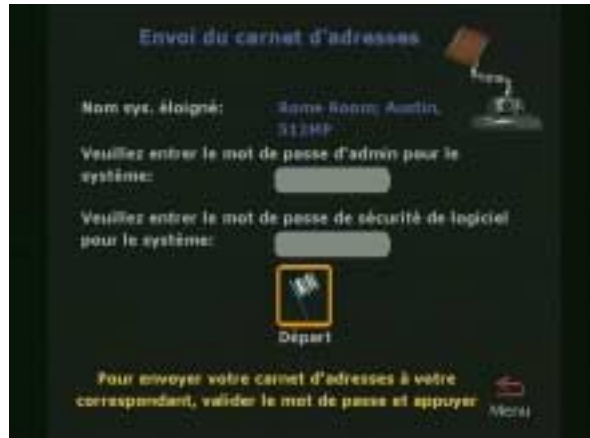 Envoi du carnet d'adresses
Nom sys. éloigné:
Rome Room; Austin,
512MP
Veuillez entrer le mot de passe d'admin pour le
système:
Veuillez entrer le mot de passe de sécurité de logiciel
pour le système:
Départ
Pour envoyer votre carnet d'adresses à votre
correspondant, valider le mot de passe et appuyer
Menu